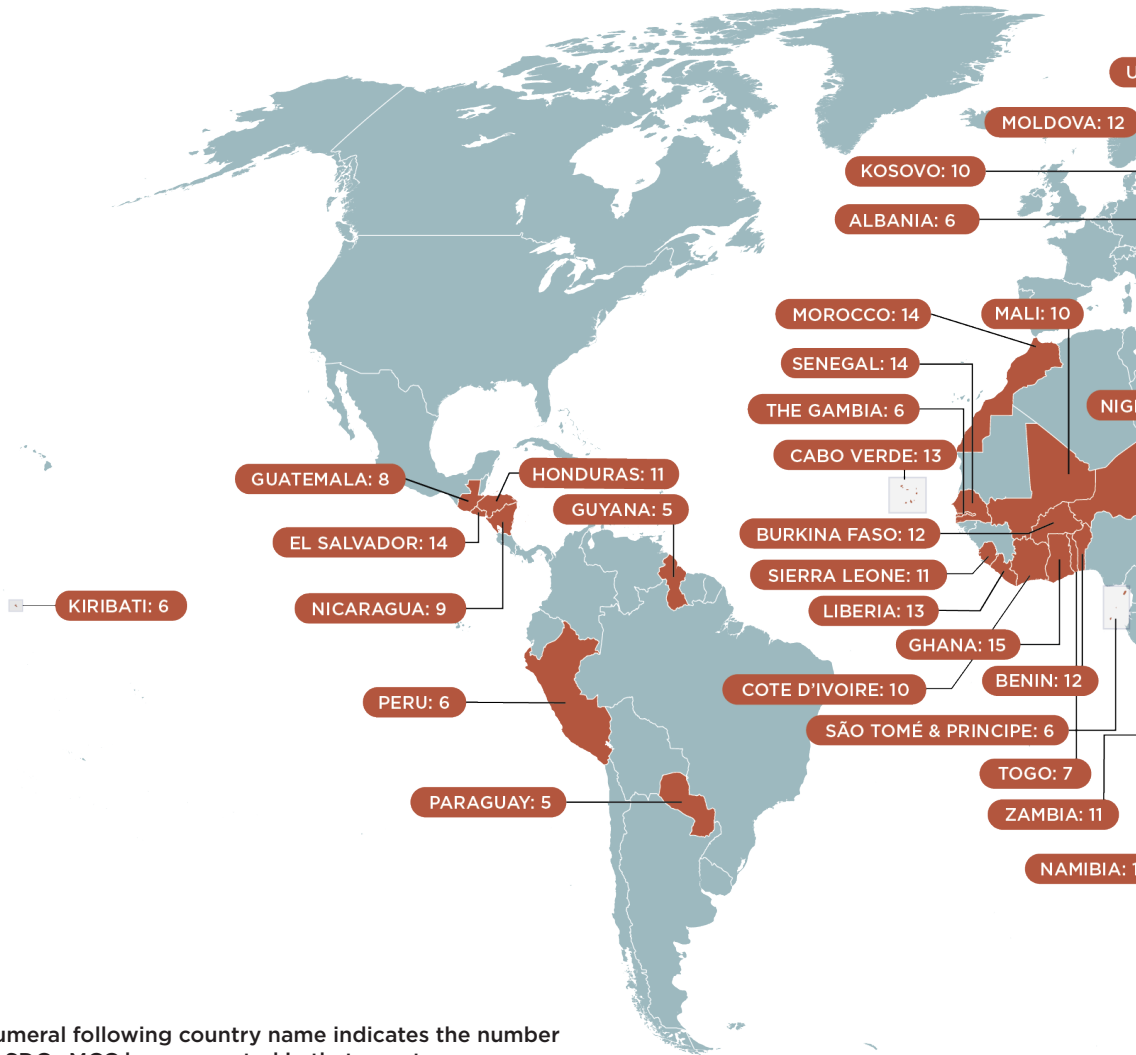 U
MOLDOVA: 12
KOSOVO: 10
ALBANIA: 6
MOROCCO: 14
MALI: 10
SENEGAL: 14
THE GAMBIA: 6
NIG
CABO VERDE: 13
GUATEMALA: 8
HONDURAS: 11
GUYANA: 5
BURKINA FASO: 12
EL SALVADOR: 14
SIERRA LEONE: 11
KIRIBATI: 6
NICARAGUA: 9
LIBERIA: 13
GHANA: 15
COTE D'IVOIRE: 10
BENIN: 12
PERU: 6
SÃO TOMÉ & PRINCIPE: 6
TOGO: 7
PARAGUAY: 5
ZAMBIA: 11
NAMIBIA: 1
umeral following country name indicates the number